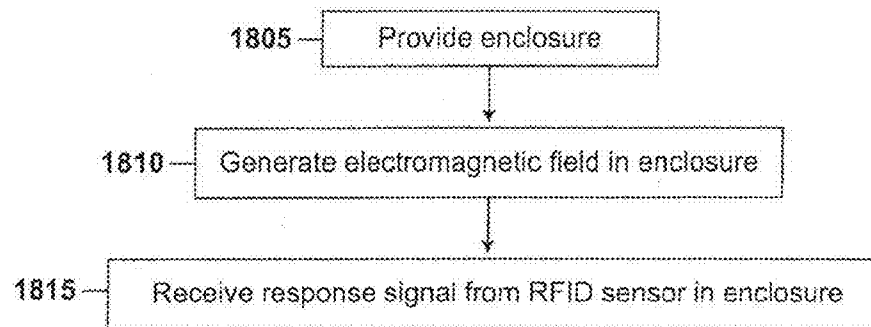 1805 Provide enclosure
1810 Generate electromagnetic field in enclosure
1815 Receive response signal from RFID sensor in enclosure